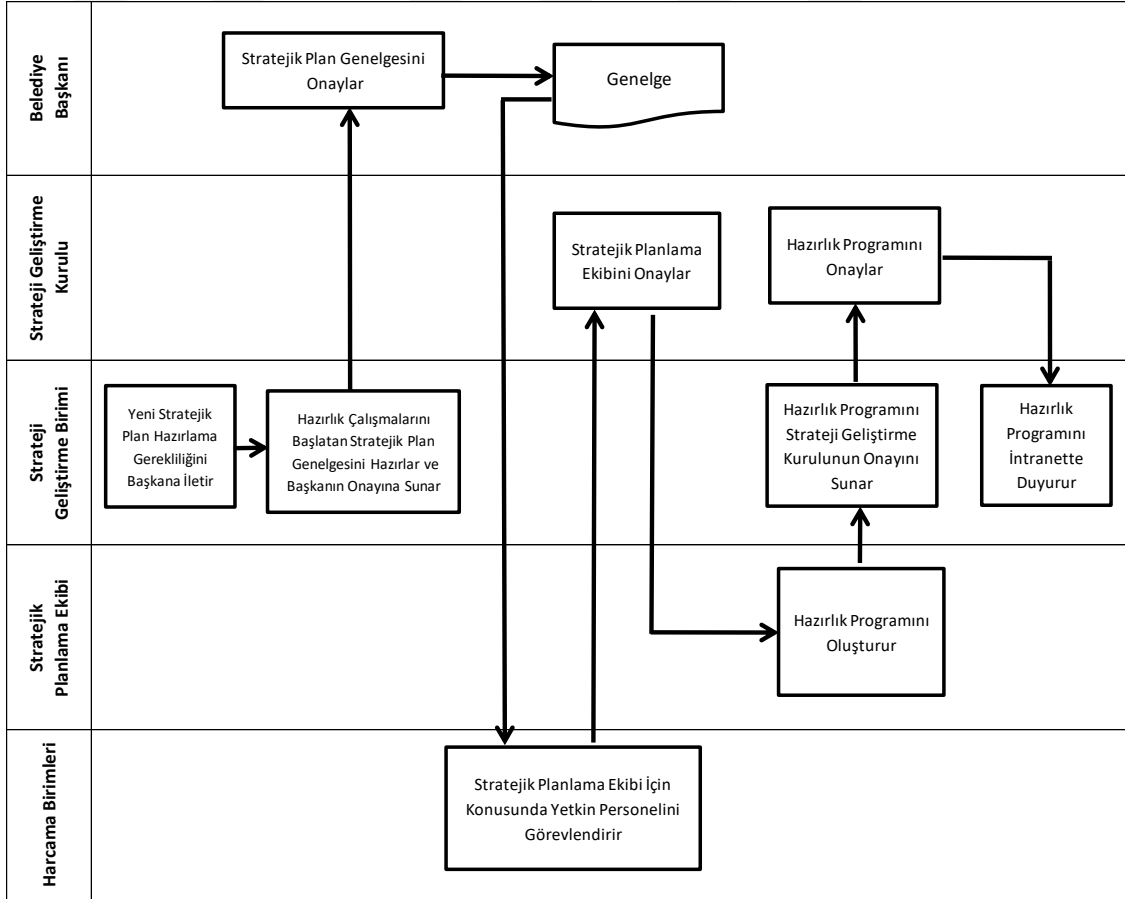 Belediye
Başkanı
Stratejik Plan Genelgesini
Onaylar
Genelge
Strateji Geliştirme
Kurulu
Stratejik Planlama
Ekibini Onaylar
Hazırlık Programını
Onaylar
Strateji
Geliştirme Birimi
Yeni Stratejik
Plan Hazırlama
Gerekliliğini
Başkana İletir
Hazırlık Çalışmalarını
Başlatan Stratejik Plan
Genelgesini Hazırlar ve
Başkanın Onayına Sunar
Hazırlık Programını
Strateji Geliştirme
Kurulunun Onayını
Sunar
Hazırlık
Programını
İntranette
Duyurur
Stratejik
Planlama Ekibi
Hazırlık Programını
Oluşturur
Harcama Birimleri
Stratejik Planlama Ekibi İçin
Konusunda Yetkin Personelini
Görevlendirir